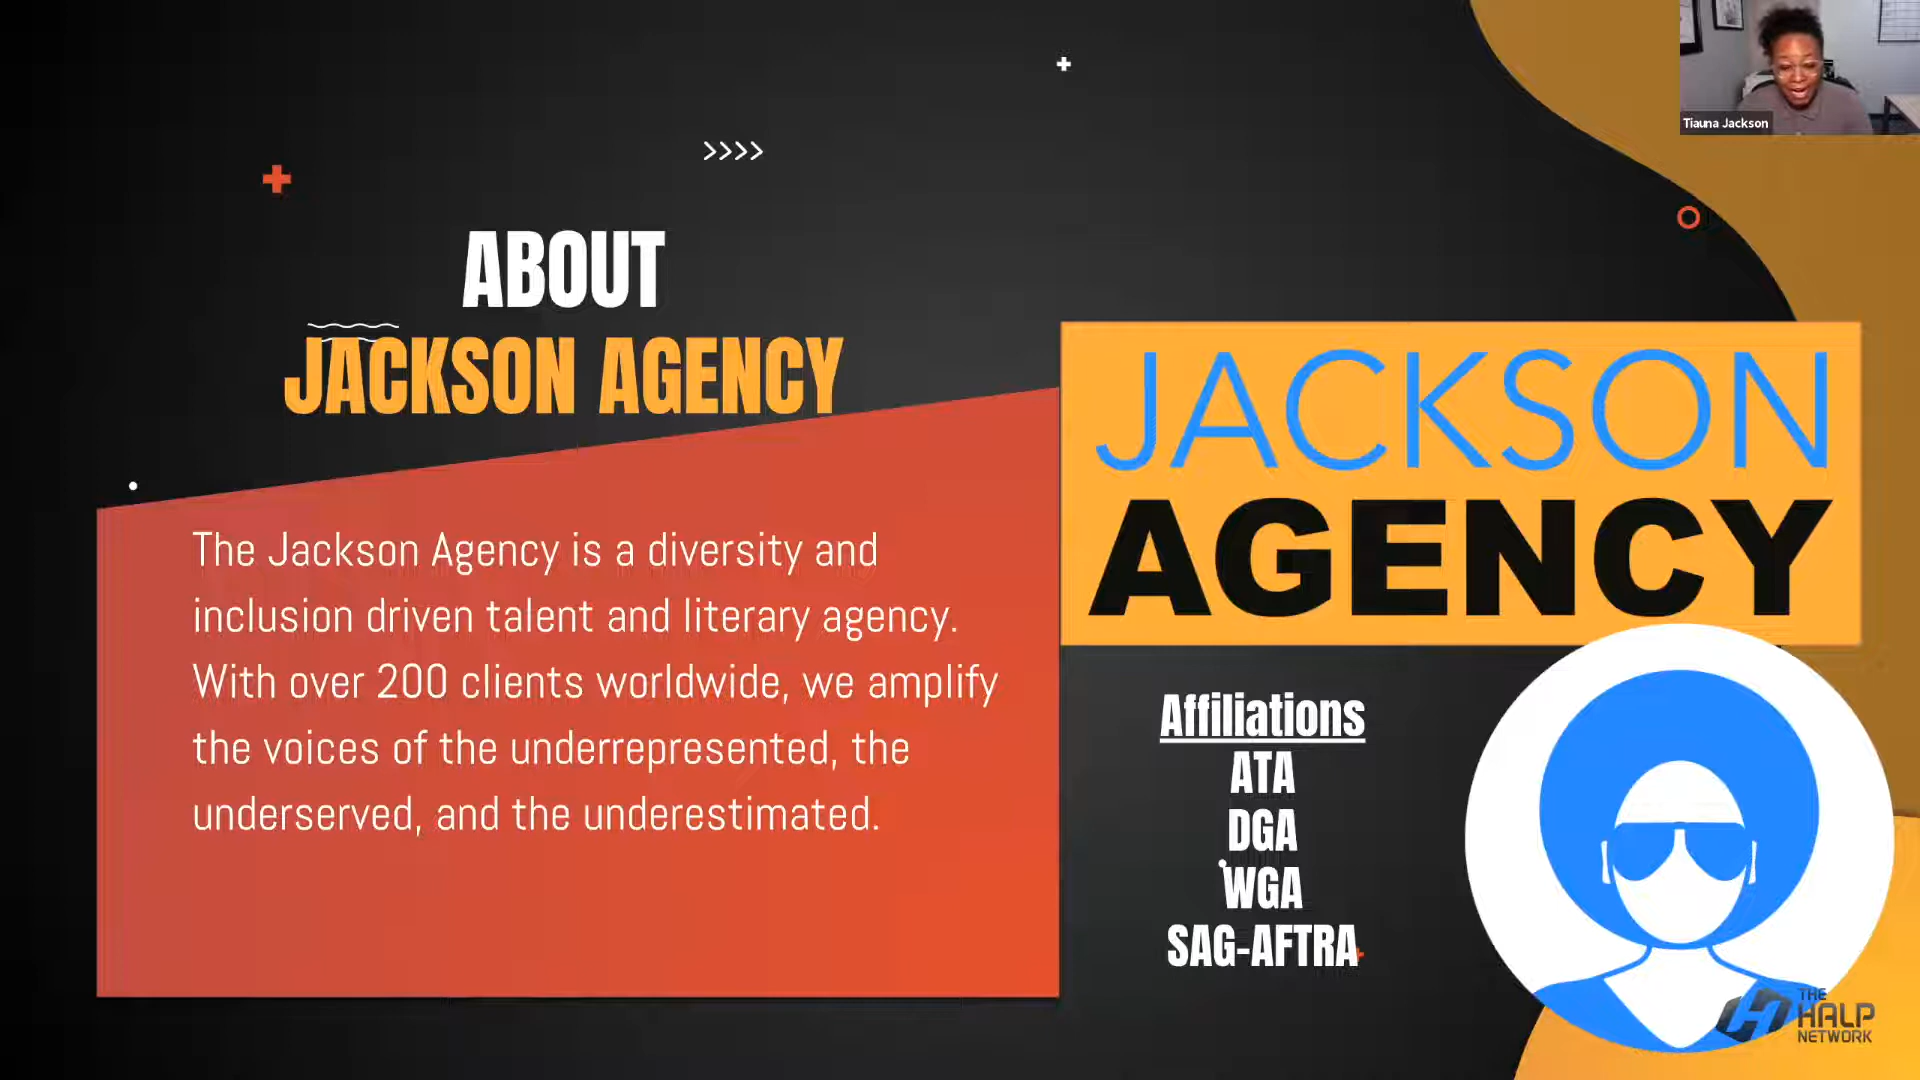 Tiauna Jackson
ABOUT
JACKSON AGENCY
The Jackson Agency is a diversity and
inclusion driven talent and literary agency.
With over 200 clients worldwide, we amplify
the voices of the underrepresented, the
underserved, and the underestimated.
JACKSON
AGENCY
Affiliations
ATA
DGA
WGA
SAG-AFTRA
THE
HALP
NETWORK